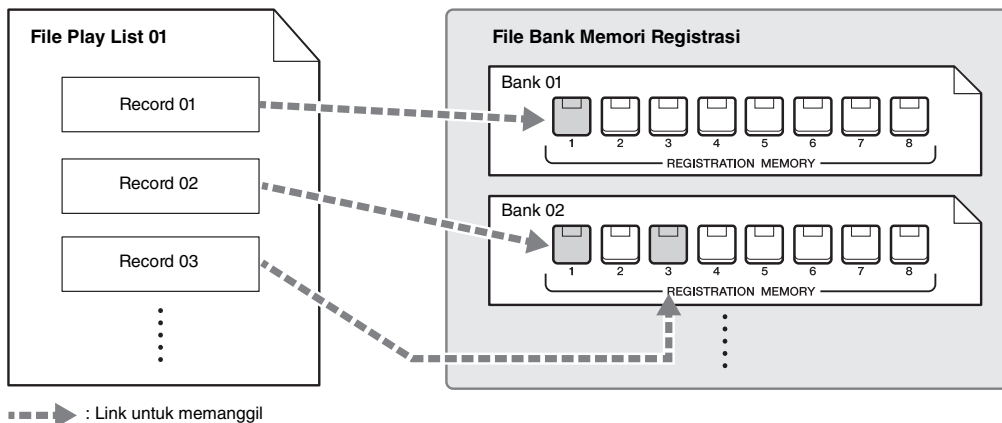 File Play List 01
Record 01
Record 02
Record 03
File Bank Memori Registrasi
Bank 01
1 2 3 4 5 6 7 8
REGISTRATION MEMORY
Bank 02
1 2 3 4 5 6 7 8
REGISTRATION MEMORY
: Link untuk memanggil